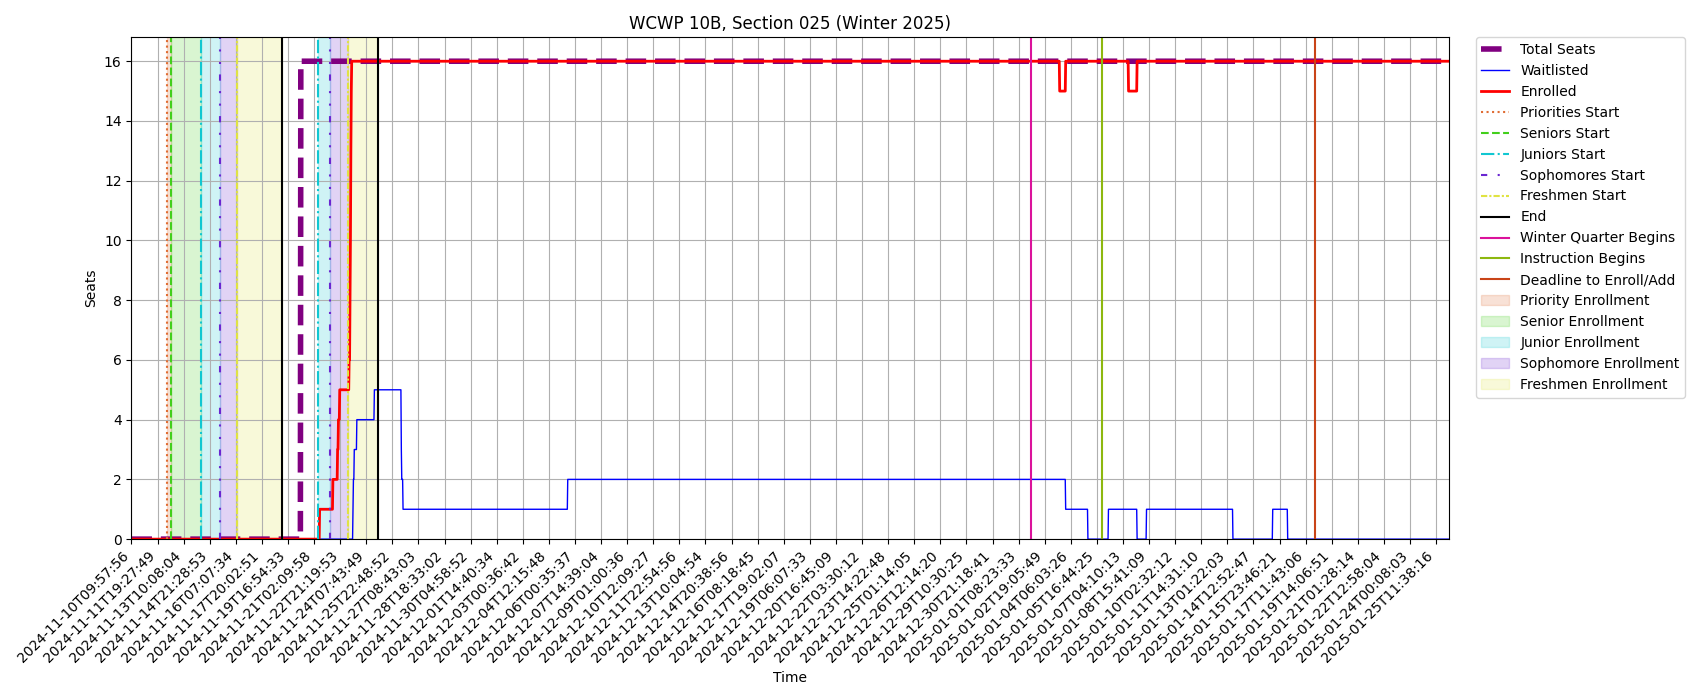 WCWP 10B, Section 025 (Winter 2025)
Seats
16
14
12
10
8
6
4
2
0
2024-11-10T09:57:56
2024-11-11T19:27:49
2024-11-13T10:08:04
2024-11-14T21:28:53
2024-11-16T07:07:34
2024-11-17T20:02:51
2024-11-19T16:54:33
2024-11-21T02:09:58
2024-11-22T21:19:53
2024-11-24T07:43:49
2024-11-25T22:48:52
2024-11-27T08:43:03
2024-11-28T18:33:02
2024-11-30T04:58:52
2024-12-01T14:40:34
2024-12-03T00:36:42
2024-12-04T12:15:48
2024-12-06T00:35:37
2024-12-07T14:39:04
2024-12-09T01:00:36
2024-12-10T12:09:27
2024-12-11T22:54:56
2024-12-13T10:04:54
2024-12-14T20:38:56
2024-12-16T08:18:45
2024-12-17T19:02:07
2024-12-19T06:07:33
2024-12-20T16:45:09
2024-12-22T03:30:12
2024-12-23T14:22:48
2024-12-25T01:14:05
2024-12-26T12:14:20
2024-12-29T10:30:25
2024-12-30T21:18:41
2025-01-01T08:23:33
2025-01-02T19:05:49
2025-01-04T06:03:26
2025-01-05T16:44:25
2025-01-07T04:10:13
2025-01-08T15:41:09
2025-01-10T02:32:12
2025-01-11T14:31:10
2025-01-13T01:22:03
2025-01-14T12:52:47
2025-01-15T23:46:21
2025-01-17T11:43:06
2025-01-19T14:06:51
2025-01-21T01:28:14
2025-01-22T12:58:04
2025-01-24T00:08:03
2025-01-25T11:38:16
Time
Total Seats
Waitlisted
Enrolled
Priorities Start
Seniors Start
Juniors Start
Sophomores Start
Freshmen Start
End
Winter Quarter Begins
Instruction Begins
Deadline to Enroll/Add
Priority Enrollment
Senior Enrollment
Junior Enrollment
Sophomore Enrollment
Freshmen Enrollment